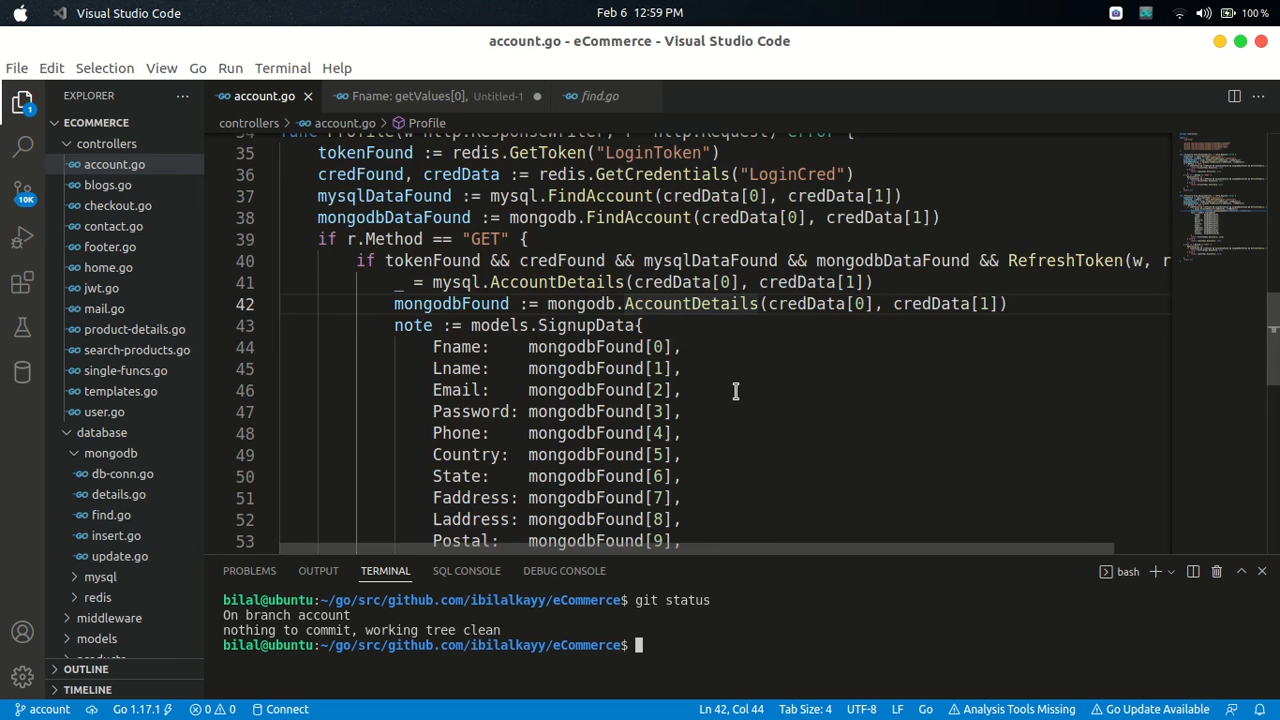 Visual Studio Code
Feb 6 12:59 PM
100 %
account.go - eCommerce - Visual Studio Code
File Edit Selection View Go Run Terminal Help
EXPLORER
account.go
Fname: getValues[0], Untitled-1
find.go
controllers > account.go > Profile
1
10K
ECOMMERCE
controllers
account.go
blogs.go
checkout.go
contact.go
footer.go
home.go
jwt.go
mail.go
product-details.go
search-products.go
single-funcs.go
templates.go
user.go
database
mongodb
db-conn.go
details.go
find.go
insert.go
update.go
mysql
redis
middleware
models
OUTLINE
TIMELINE
35 tokenFound := redis.GetToken("LoginToken")
36 credFound, credData := redis.GetCredentials("LoginCred")
37 mysqlDataFound := mysql.FindAccount(credData[0], credData[1])
38 mongodbDataFound := mongodb.FindAccount(credData[0], credData[1])
39 if r.Method == "GET" {
40 if tokenFound && credFound && mysqlDataFound && mongodbDataFound && RefreshToken(w, r
41 _ = mysql.AccountDetails(credData[0], credData[1])
42 mongodbFound := mongodb.AccountDetails(credData[0], credData[1])
43 note := models.SignupData{
44 Fname: mongodbFound[0],
45 Lname: mongodbFound[1],
46 Email: mongodbFound[2],
47 Password: mongodbFound[3],
48 Phone: mongodbFound[4],
49 Country: mongodbFound[5],
50 State: mongodbFound[6],
51 Faddress: mongodbFound[7],
52 Laddress: mongodbFound[8],
53 Postal: mongodbFound[9],
PROBLEMS OUTPUT TERMINAL SQL CONSOLE DEBUG CONSOLE
bash
bilal@ubuntu:~/go/src/github.com/ibilalkayy/eCommerce$ git status
On branch account
nothing to commit, working tree clean
bilal@ubuntu:~/go/src/github.com/ibilalkayy/eCommerce$
account Go 1.17.1 0 0 Connect
Ln 42, Col 44 Tab Size: 4 UTF-8 LF Go Analysis Tools Missing Go Update Available